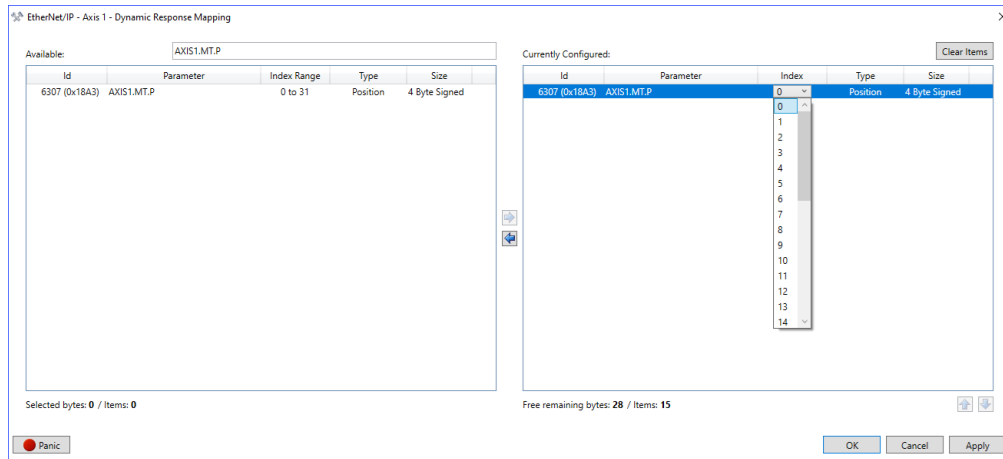 EtherNet/IP - Axis 1 - Dynamic Response Mapping
Available: AXIS1.MT.P
Id Parameter Index Range Type Size
6307 (0x18A3) AXIS1.MT.P 0 to 31 Position 4 Byte Signed
Selected bytes: 0 / Items: 0
Currently Configured: Clear Items
Id Parameter Index Type Size
6307 (0x18A3) AXIS1.MT.P 0 Position 4 Byte Signed
0
1
2
3
4
5
6
7
8
9
10
11
12
13
14
Free remaining bytes: 28 / Items: 15
Panic
OK Cancel Apply